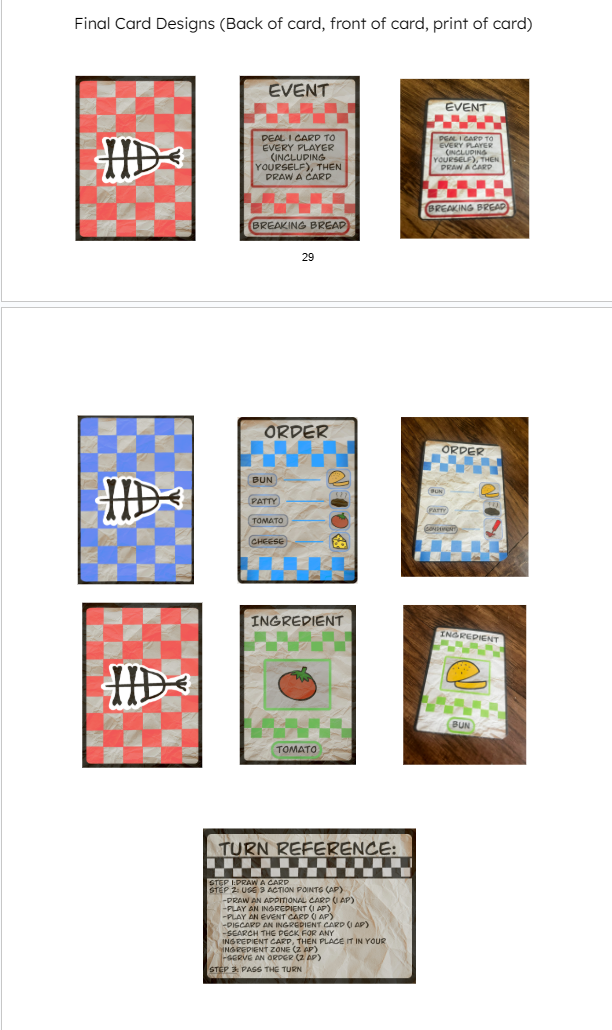 Final Card Designs (Back of card, front of card, print of card)
EVENT
DEAL 1 CARD TO
EVERY PLAYER
(INCLUDING
YOURSELF), THEN
DRAW A CARD
BREAKING BREAD
EVENT
DEAL 1 CARD TO
EVERY PLAYER
(INCLUDING
YOURSELF), THEN
DRAW A CARD
BREAKING BREAD
29
ORDER
BUN
PATTY
TOMATO
CHEESE
ORDER
BUN
PATTY
CONDIMENT
INGREDIENT
TOMATO
INGREDIENT
BUN
TURN REFERENCE:
STEP 1:DRAW A CARD
STEP 2: USE 3 ACTION POINTS (AP)
-DRAW AN ADDITIONAL CARD (1 AP)
-PLAY AN INGREDIENT (1 AP)
-PLAY AN EVENT CARD (1 AP)
-DISCARD AN INGREDIENT CARD (1 AP)
-SEARCH THE DECK FOR ANY
INGREDIENT CARD, THEN PLACE IT IN YOUR
INGREDIENT ZONE (2 AP)
-SERVE AN ORDER (2 AP)
STEP 3: PASS THE TURN